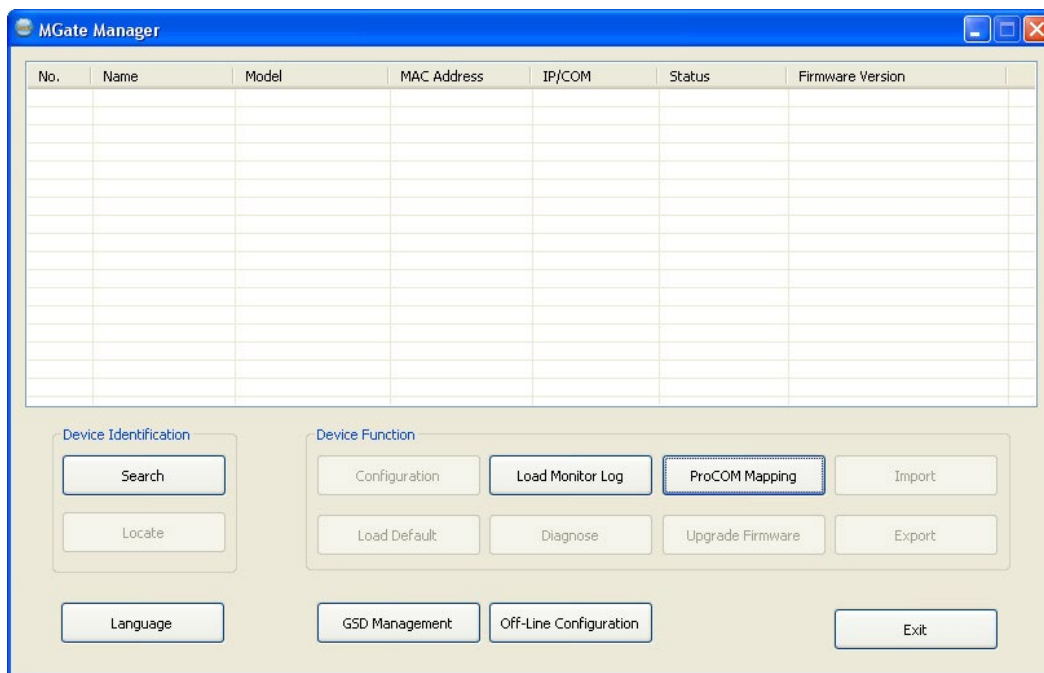 MGate Manager
No. Name Model MAC Address IP/COM Status Firmware Version
Device Identification
Search
Locate
Device Function
Configuration Load Monitor Log ProCOM Mapping Import
Load Default Diagnose Upgrade Firmware Export
Language GSD Management Off-Line Configuration Exit